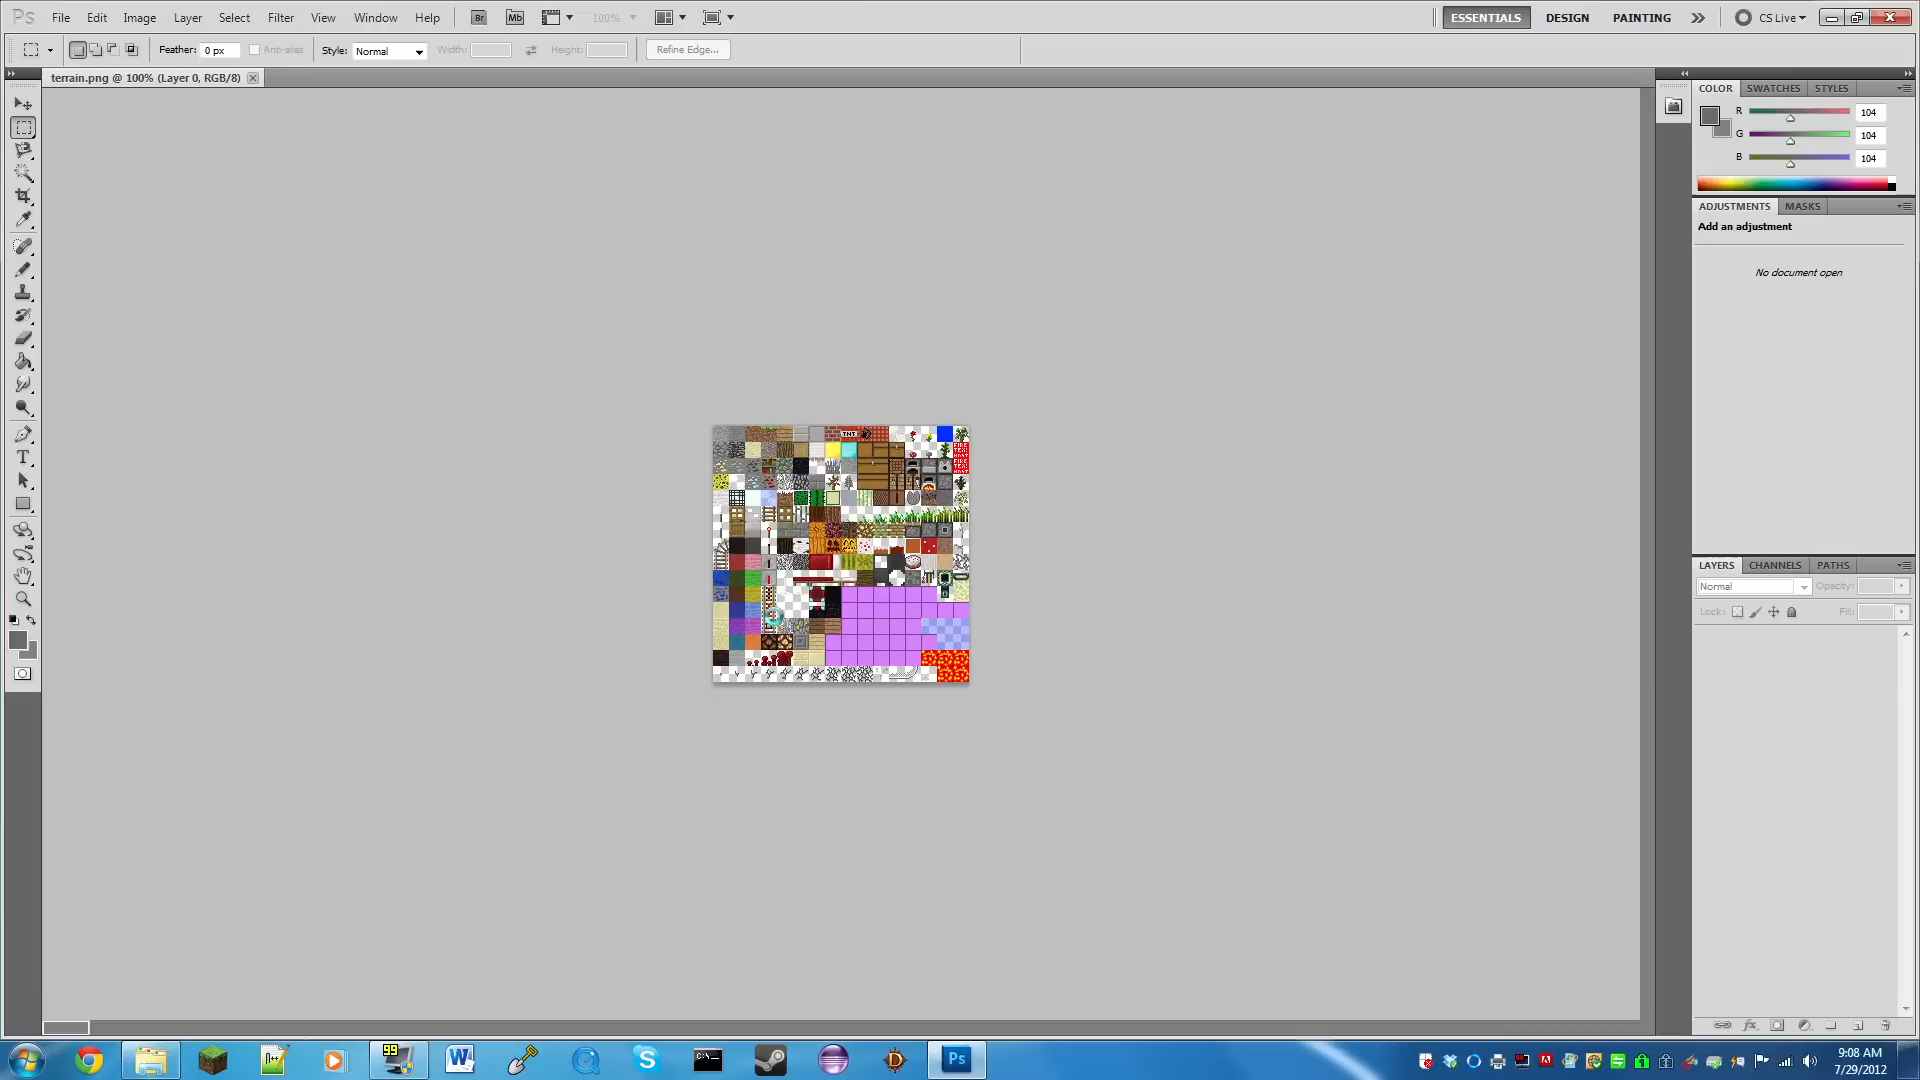 Ps File Edit Image Layer Select Filter View Window Help Br Mb 100% ESSENTIALS DESIGN PAINTING CS Live
Feather: 0 px Anti-alias Style: Normal Width: Height: Refine Edge...
terrain.png @ 100% (Layer 0, RGB/8)
COLOR SWATCHES STYLES
R 104
G 104
B 104
ADJUSTMENTS MASKS
Add an adjustment
No document open
TNT
LAYERS CHANNELS PATHS
Normal Opacity:
Lock: Fill:
T
99 W C:\ S D Ps
9:08 AM
7/29/2012